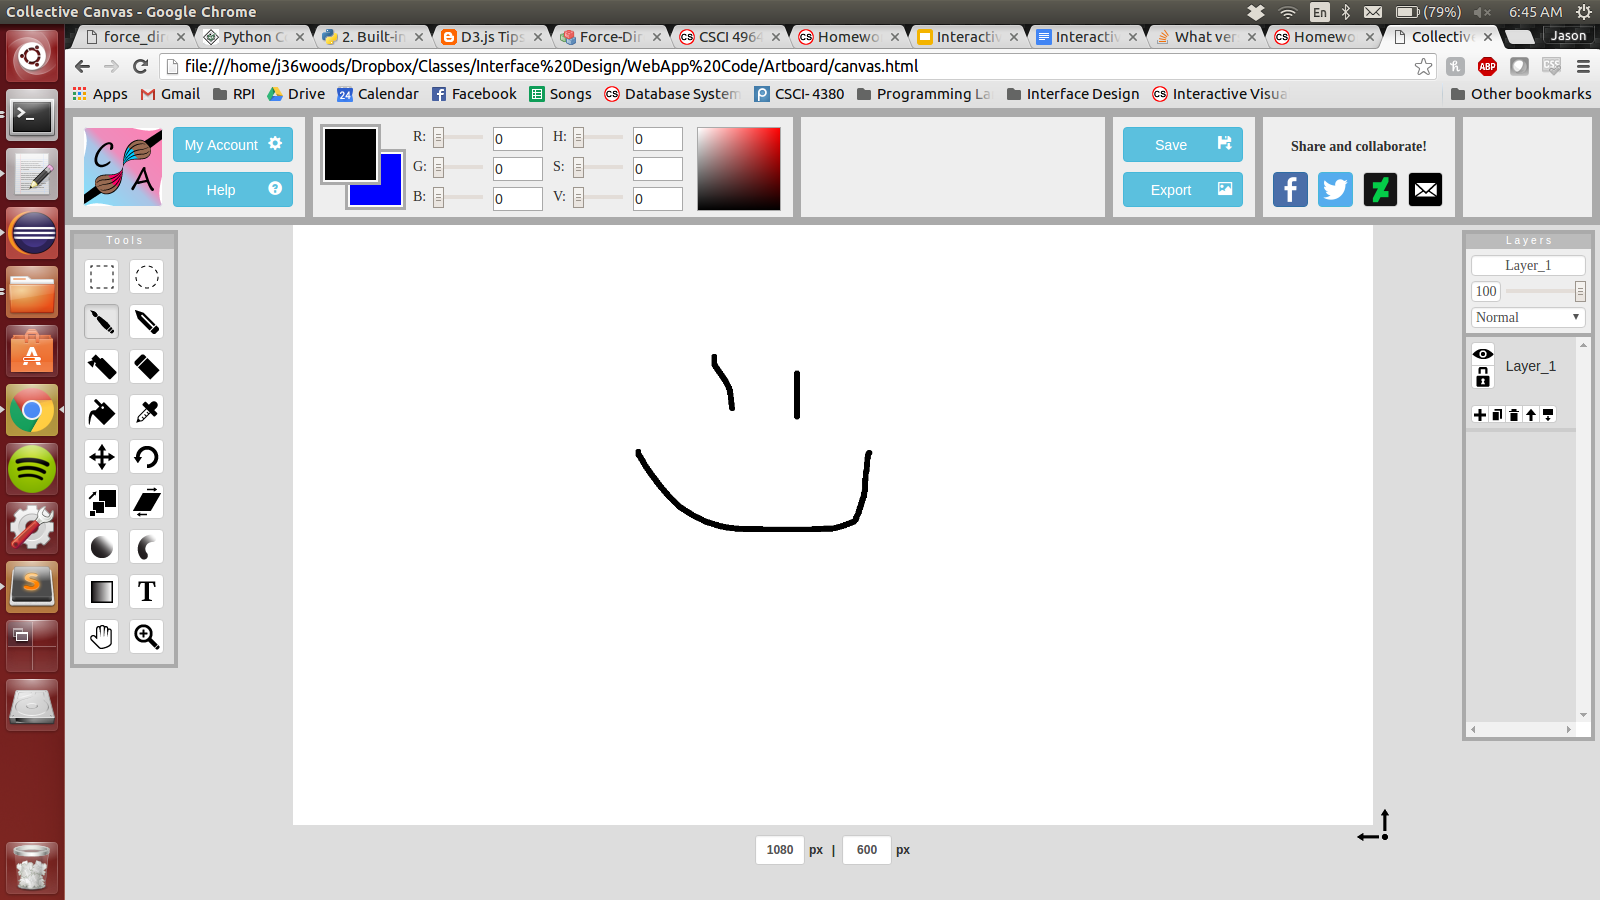 Collective Canvas - Google Chrome
En
(79%)
6:45 AM
force_dir
Python C
2. Built-in
D3.js Tips
Force-Dir
CSCI 4964
Homewo
Interactiv
Interactiv
What ver
Homewo
Collective
Jason
file:///home/j36woods/Dropbox/Classes/Interface%20Design/WebApp%20Code/Artboard/canvas.html
ABP
CSS
Apps
Gmail
RPI
Drive
24
Calendar
Facebook
Songs
Database System
CSCI-4380
Programming La
Interface Design
Interactive Visua
Other bookmarks
C
A
My Account
Help
R:
0
G:
0
B:
0
H:
0
S:
0
V:
0
Save
Export
Share and collaborate!
Tools
T
Layers
Layer_1
100
Normal
Layer_1
1080 px | 600 px